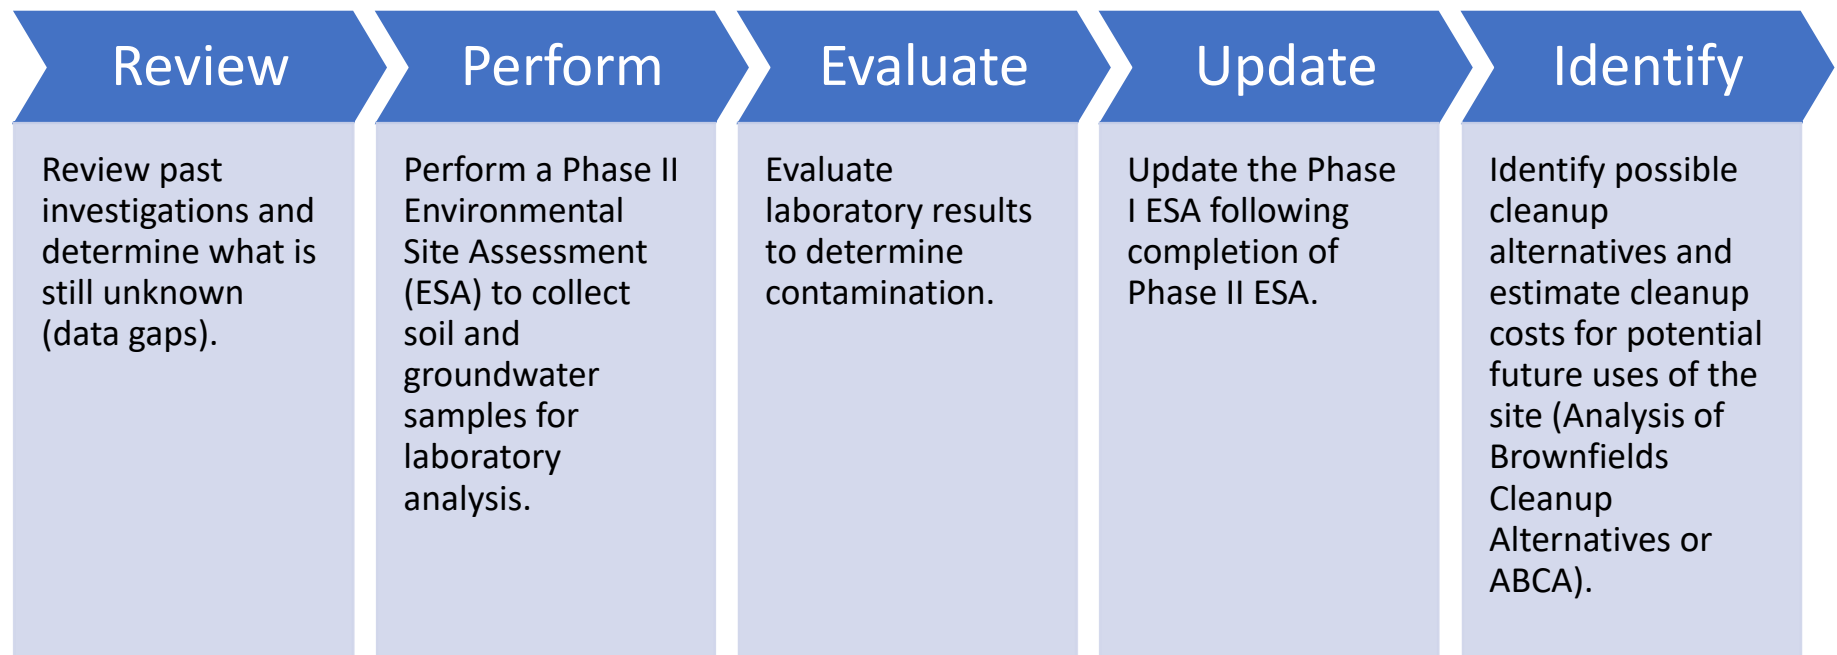 Review
Perform
Evaluate
Update
Identify
Review past
investigations and
determine what is
still unknown
(data gaps).
Perform a Phase II
Environmental
Site Assessment
(ESA) to collect
soil and
groundwater
samples for
laboratory
analysis.
Evaluate
laboratory results
to determine
contamination.
Update the Phase
I ESA following
completion of
Phase II ESA.
Identify possible
cleanup
alternatives and
estimate cleanup
costs for potential
future uses of the
site (Analysis of
Brownfields
Cleanup
Alternatives or
ABCA).